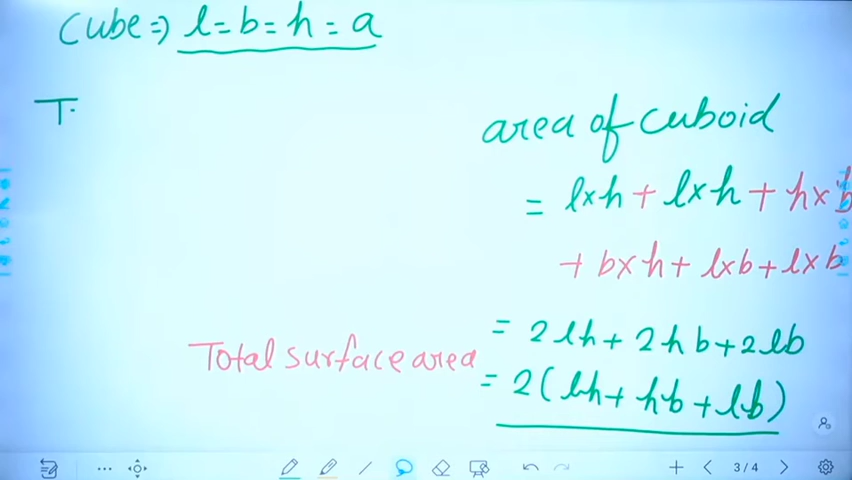 Cube⇒ l=b=h=a
T.
area of cuboid
= l×h + l×h + h×b
+ b×h + l×b + l×b
= 2lh + 2hb + 2lb
Total surface area = 2(lh + hb + lb)
3/4